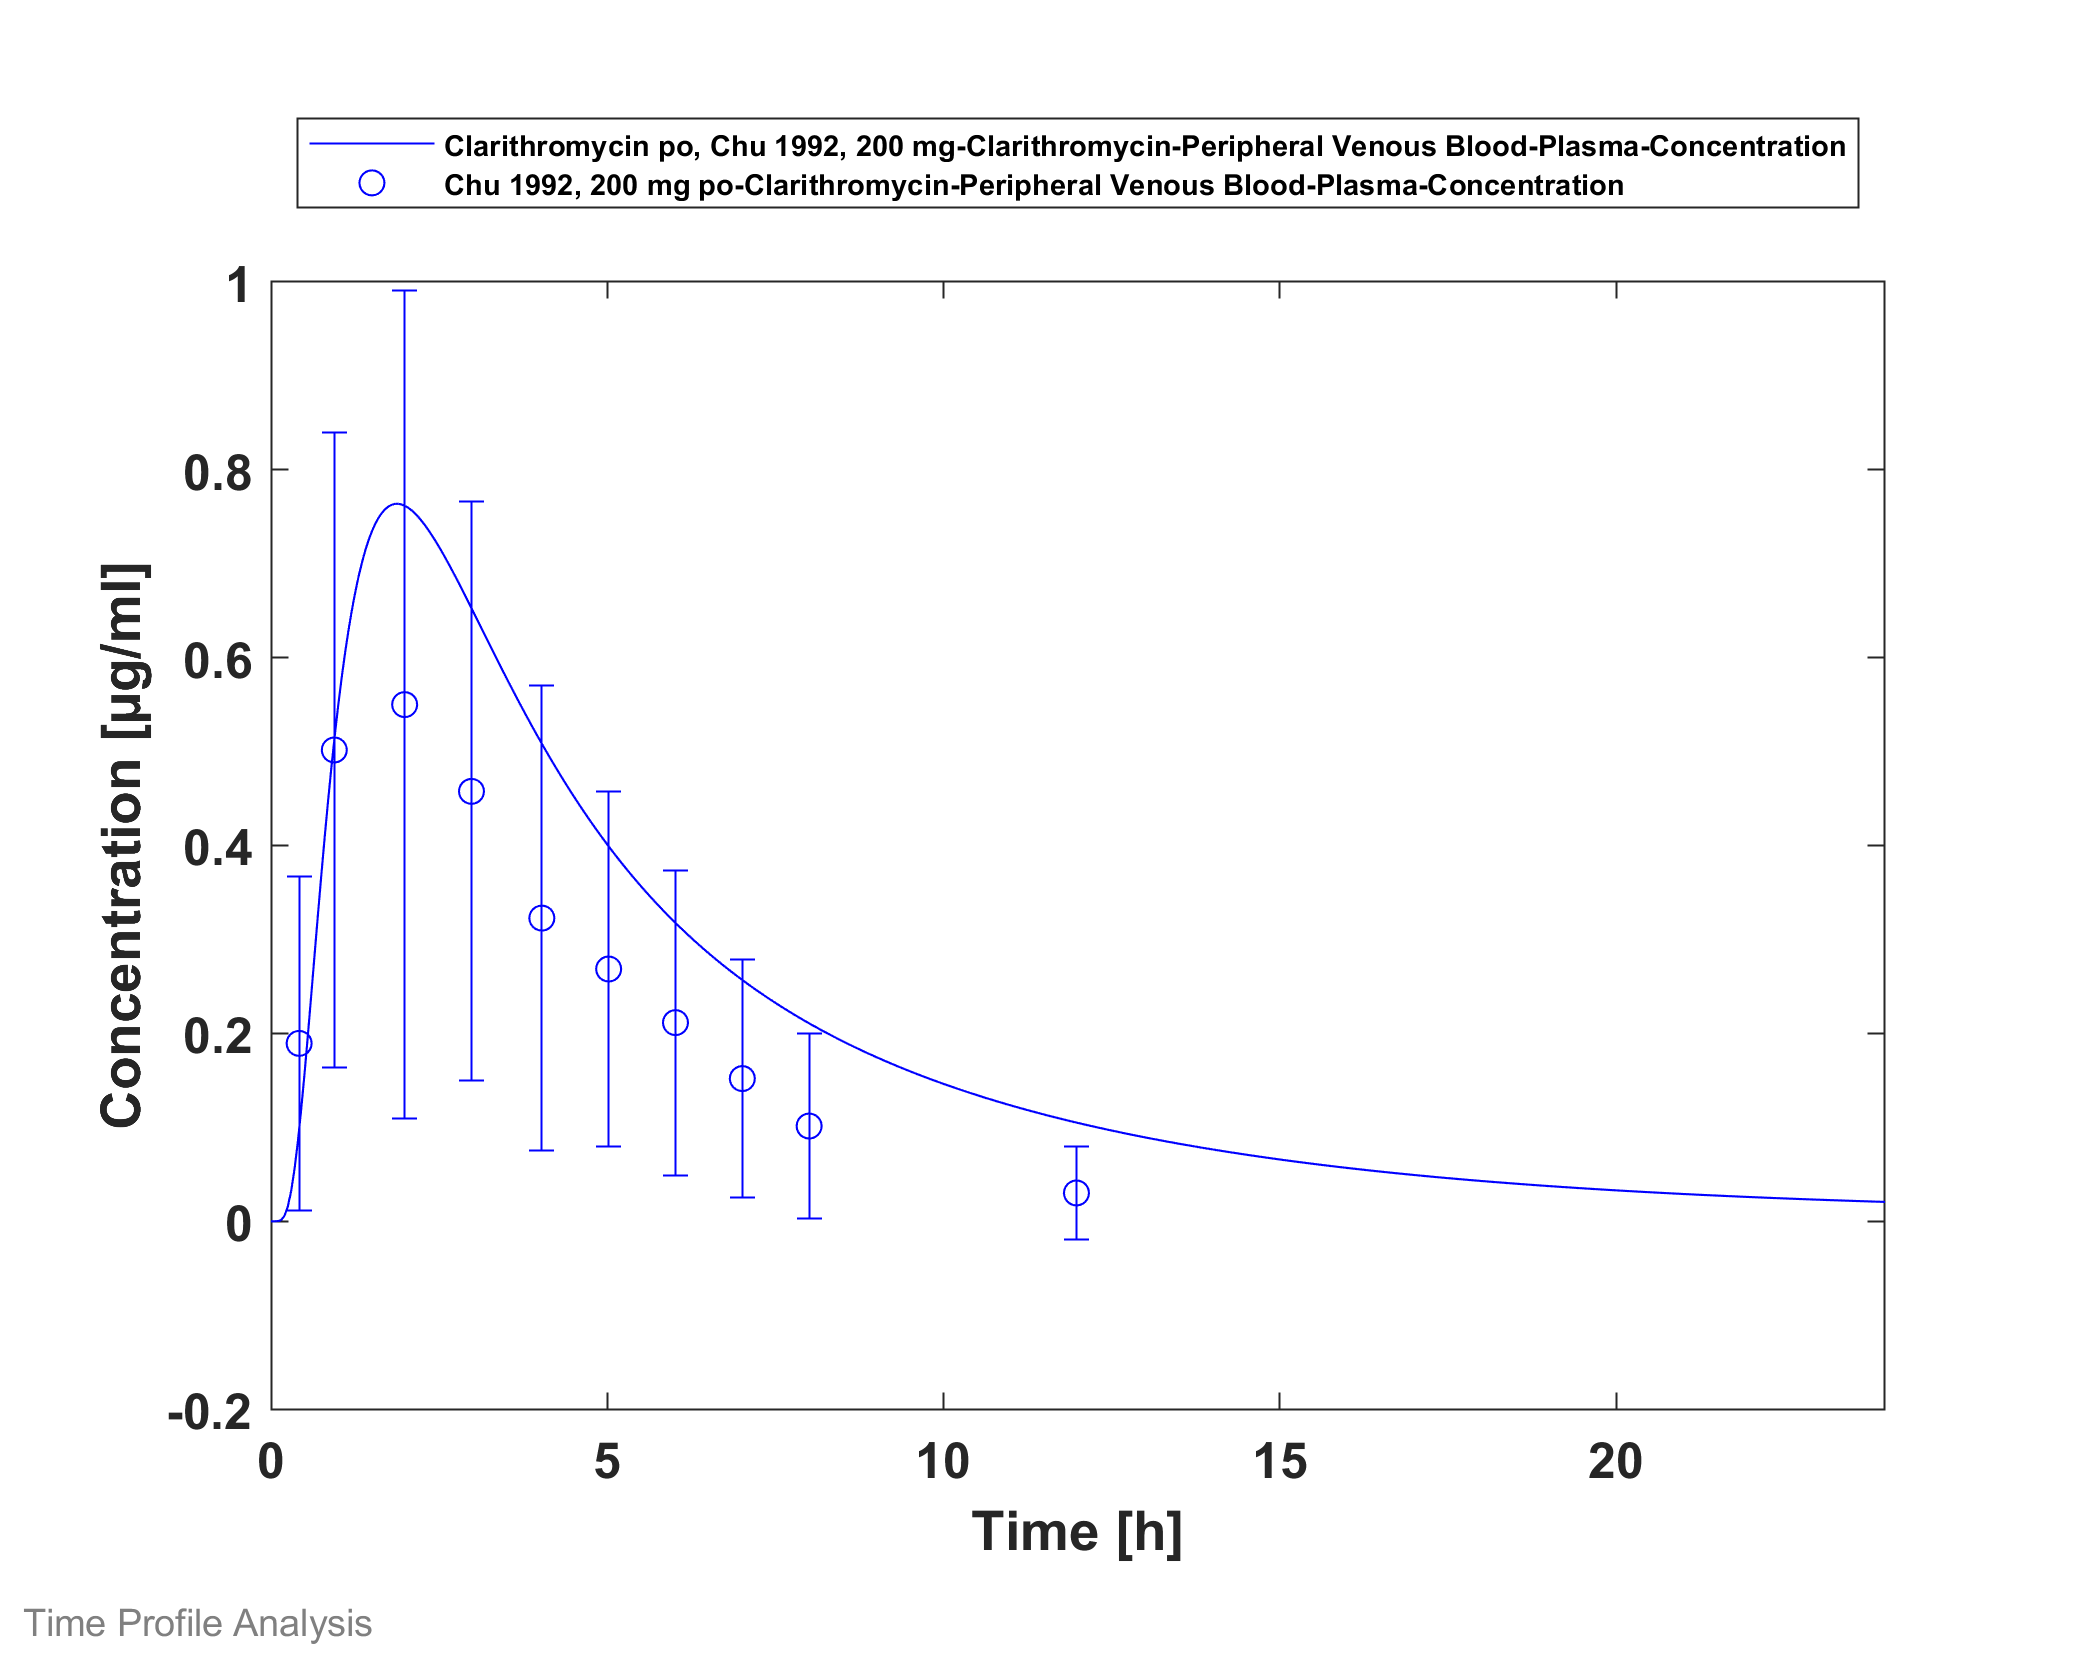 Clarithromycin po, Chu 1992, 200 mg-Clarithromycin-Peripheral Venous Blood-Plasma-Concentration
Chu 1992, 200 mg po-Clarithromycin-Peripheral Venous Blood-Plasma-Concentration
1
0.8
0.6
0.4
0.2
0
-0.2
Concentration [µg/ml]
0 5 10 15 20
Time [h]
Time Profile Analysis